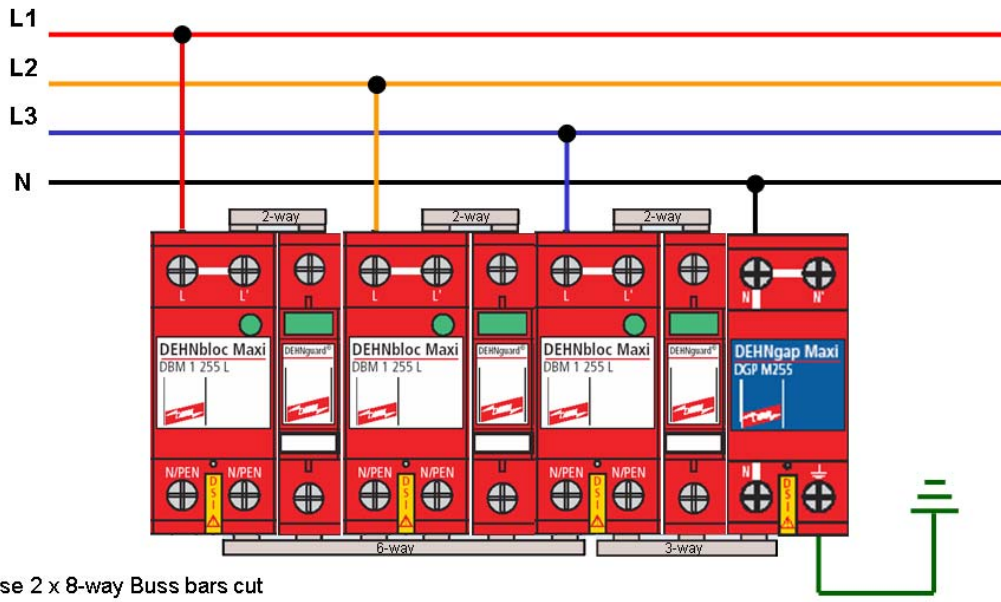 L1
L2
L3
N
2-way 2-way 2-way
L L' L L' L L' N N'
DEHNbloc Maxi
DBM 1 255 L
DEHNguard®
DEHNbloc Maxi
DBM 1 255 L
DEHNguard®
DEHNbloc Maxi
DBM 1 255 L
DEHNguard®
DEHNgap Maxi
DGP M255
N/PEN N/PEN N/PEN N/PEN N/PEN N/PEN N
DSI DSI DSI DSI
6-way 3-way
se 2 x 8-way Buss bars cut